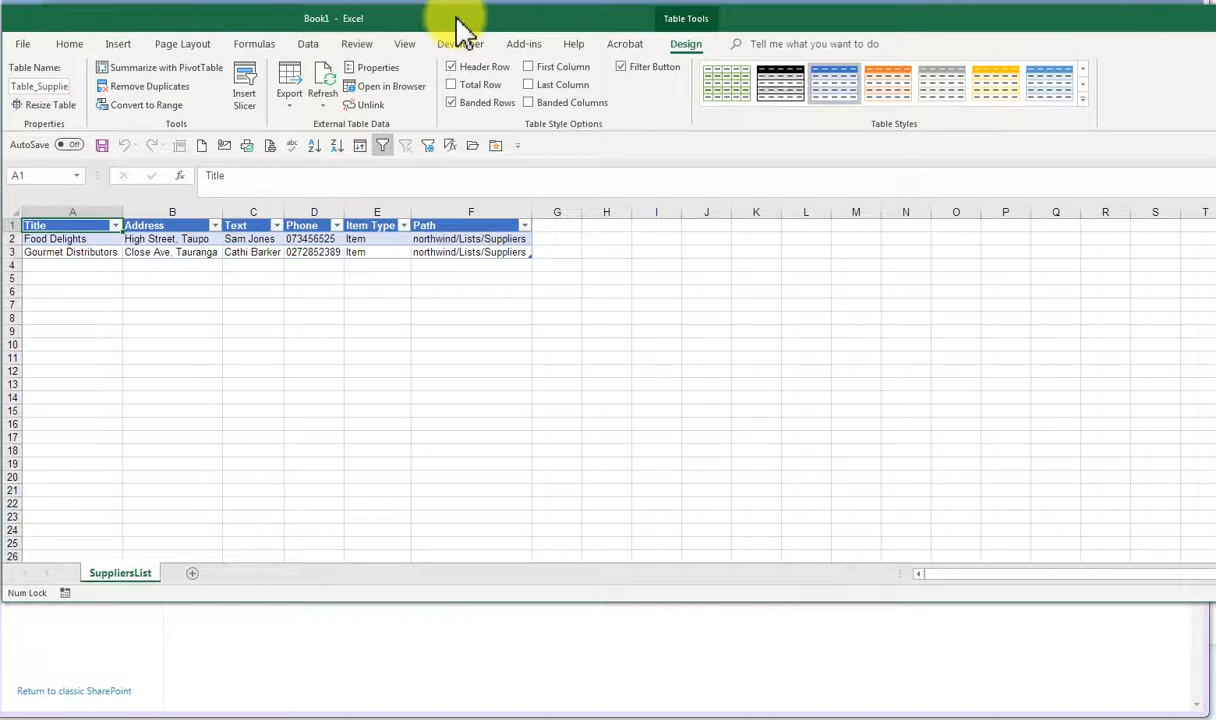 Book1 - Excel
Table Tools
File Home Insert Page Layout Formulas Data Review View Developer Add-ins Help Acrobat Design Tell me what you want to do
Table Name:
Table_Supplie
Resize Table
Properties
Summarize with PivotTable
Remove Duplicates
Convert to Range
Insert Slicer
Tools
Export
Refresh
Properties
Open in Browser
Unlink
External Table Data
Header Row First Column Filter Button
Total Row Last Column
Banded Rows Banded Columns
Table Style Options
Table Styles
AutoSave Off
A1 fx Title
A B C D E F G H I J K L M N O P Q R S T
1 Title Address Text Phone Item Type Path
2 Food Delights High Street, Taupo Sam Jones 073456525 Item northwind/Lists/Suppliers
3 Gourmet Distributors Close Ave, Tauranga Cathi Barker 0272852389 Item northwind/Lists/Suppliers
4
5
6
7
8
9
10
11
12
13
14
15
16
17
18
19
20
21
22
23
24
25
26
SuppliersList
Num Lock
Return to classic SharePoint